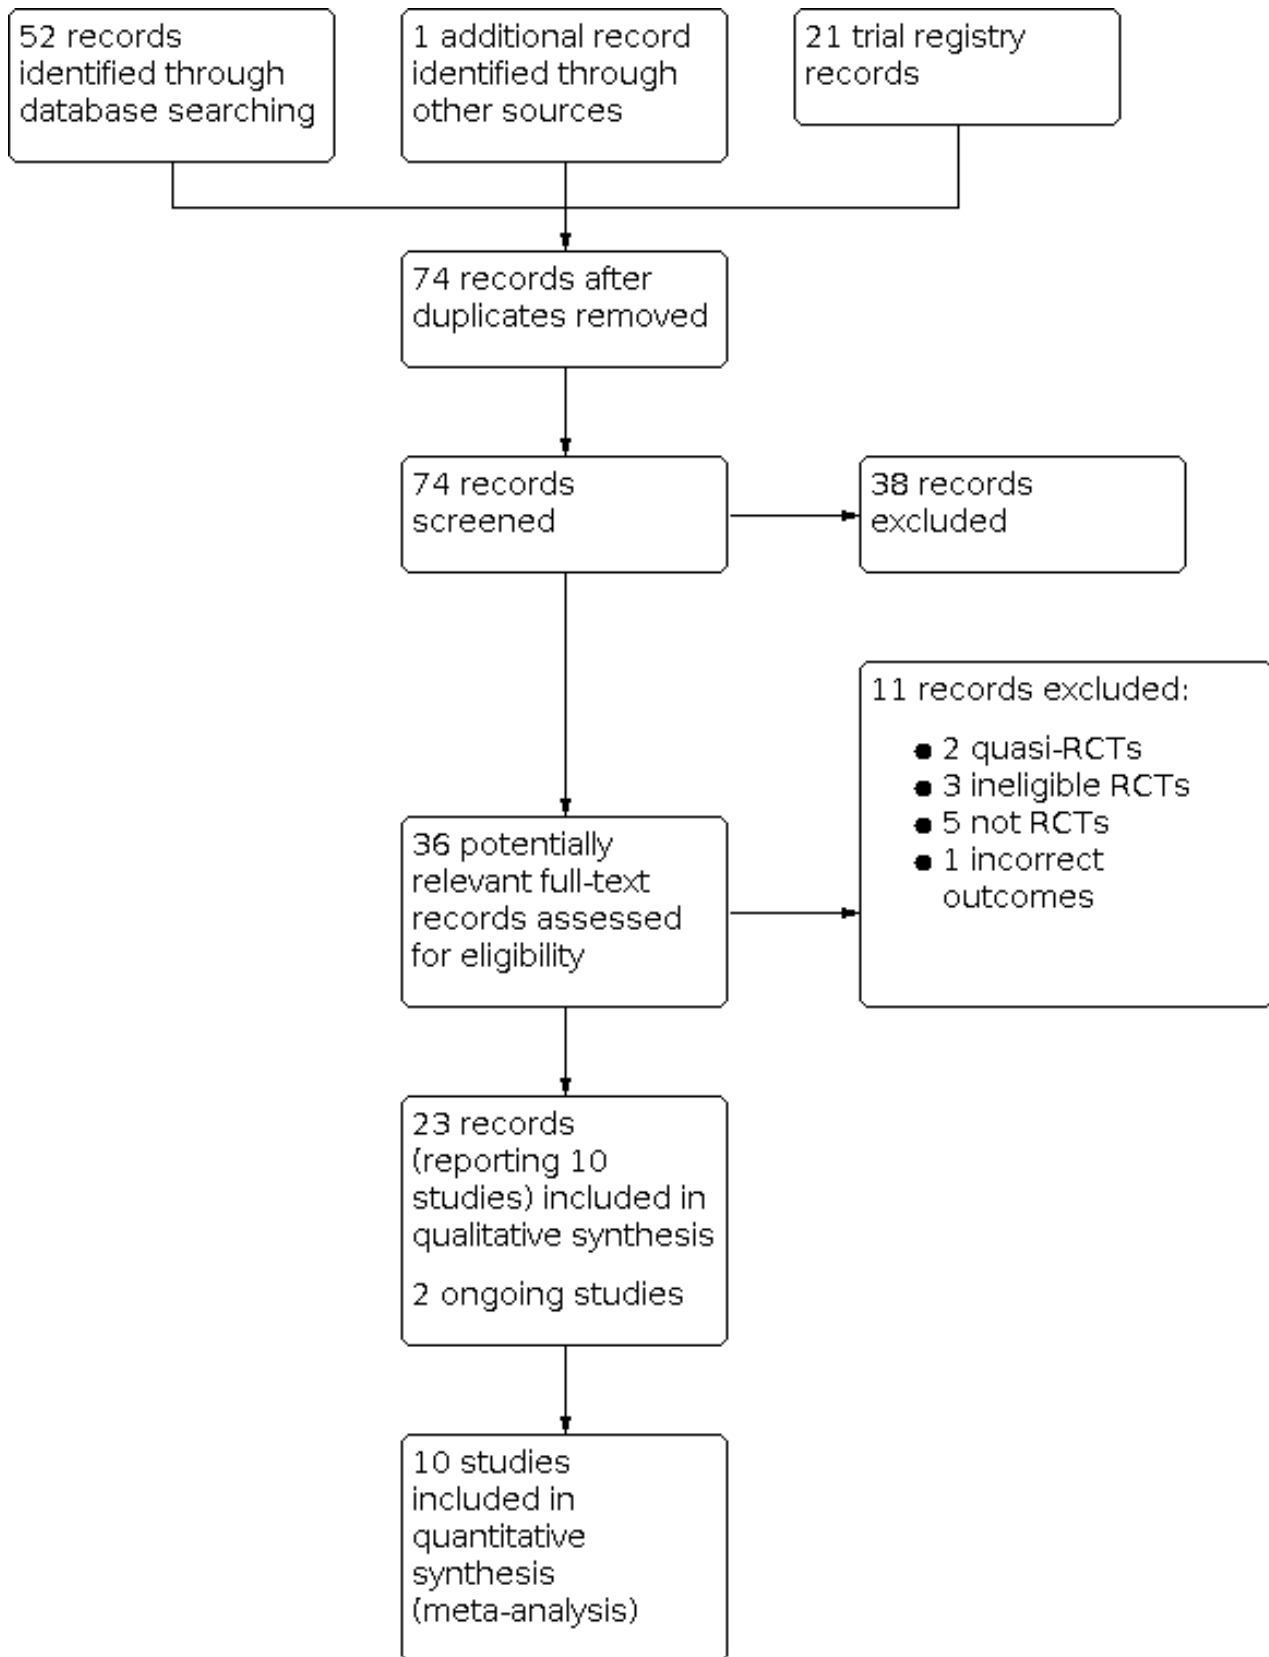 52 records
identified through
database searching
1 additional record
identified through
other sources
21 trial registry
records
74 records after
duplicates removed
74 records
screened
38 records
excluded
11 records excluded:
● 2 quasi-RCTs
● 3 ineligible RCTs
● 5 not RCTs
● 1 incorrect
outcomes
36 potentially
relevant full-text
records assessed
for eligibility
23 records
(reporting 10
studies) included in
qualitative synthesis
2 ongoing studies
10 studies
included in
quantitative
synthesis
(meta-analysis)